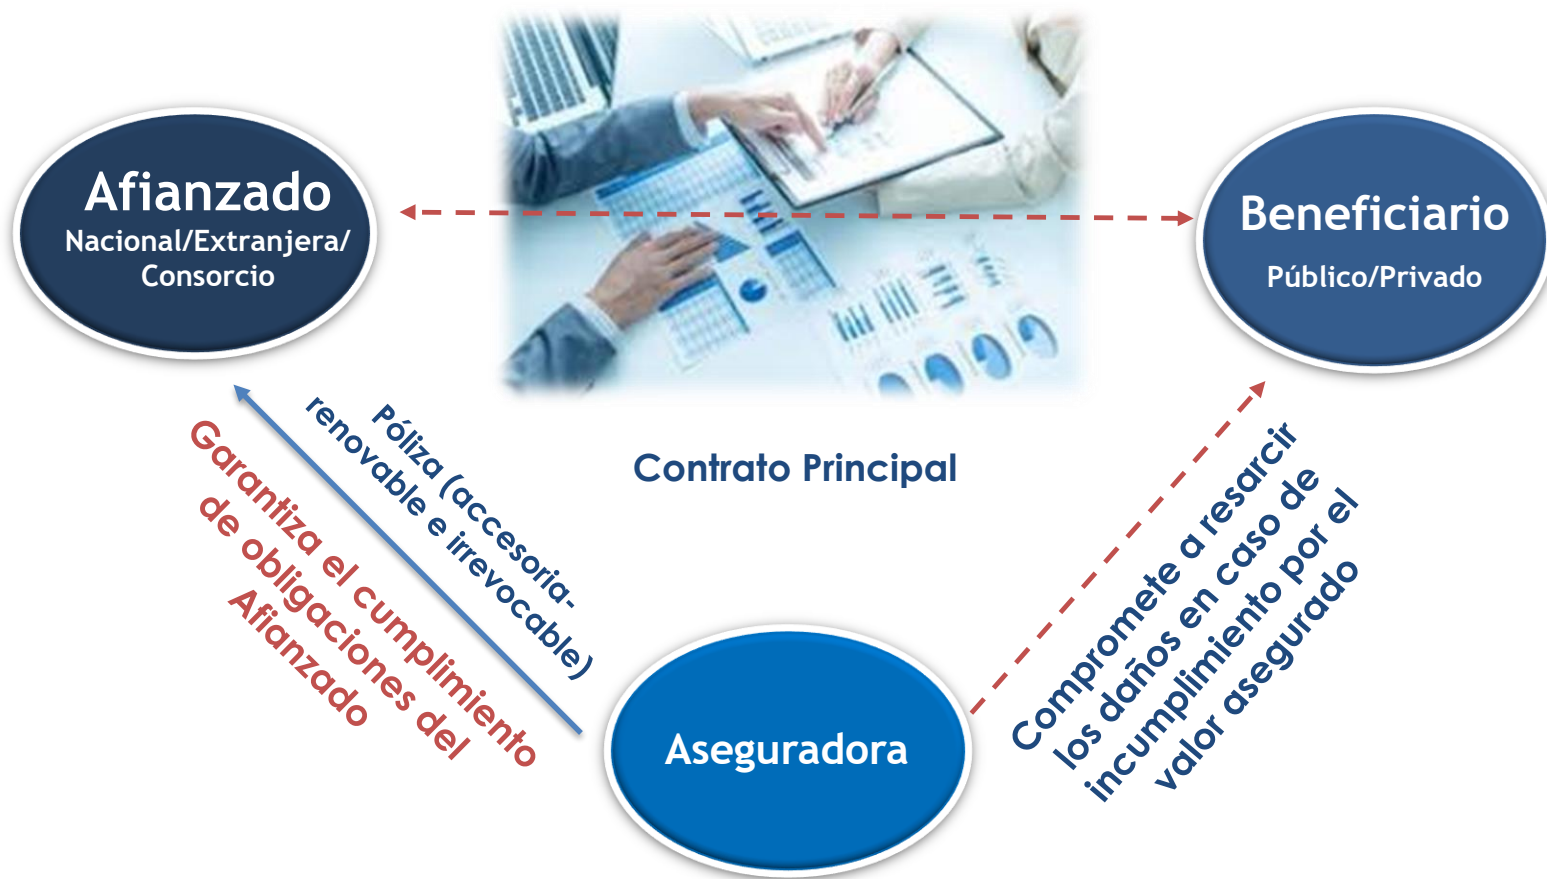 Afianzado
Nacional/Extranjera/
Consorcio
Beneficiario
Público/Privado
Contrato Principal
Póliza (accesoria-
renovable e irrevocable)
Garantiza el cumplimiento
de obligaciones del
Afianzado
Compromete a resarcir
los daños en caso de
incumplimiento por el
valor asegurado
Aseguradora